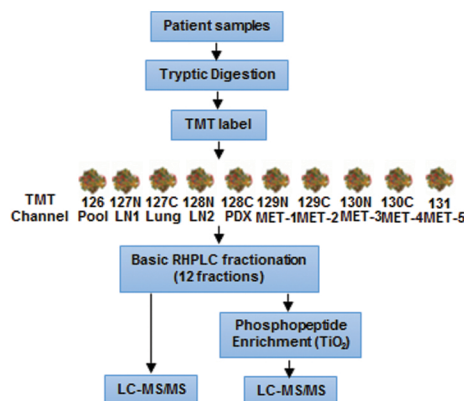 Patient samples
Tryptic Digestion
TMT label
TMT
Channel
126 127N 127C 128N 128C 129N 129C 130N 130C 131
Pool LN1 Lung LN2 PDX MET-1 MET-2 MET-3 MET-4 MET-5
Basic RHPLC fractionation
(12 fractions)
Phosphopeptide
Enrichment (TiO₂)
LC-MS/MS
LC-MS/MS